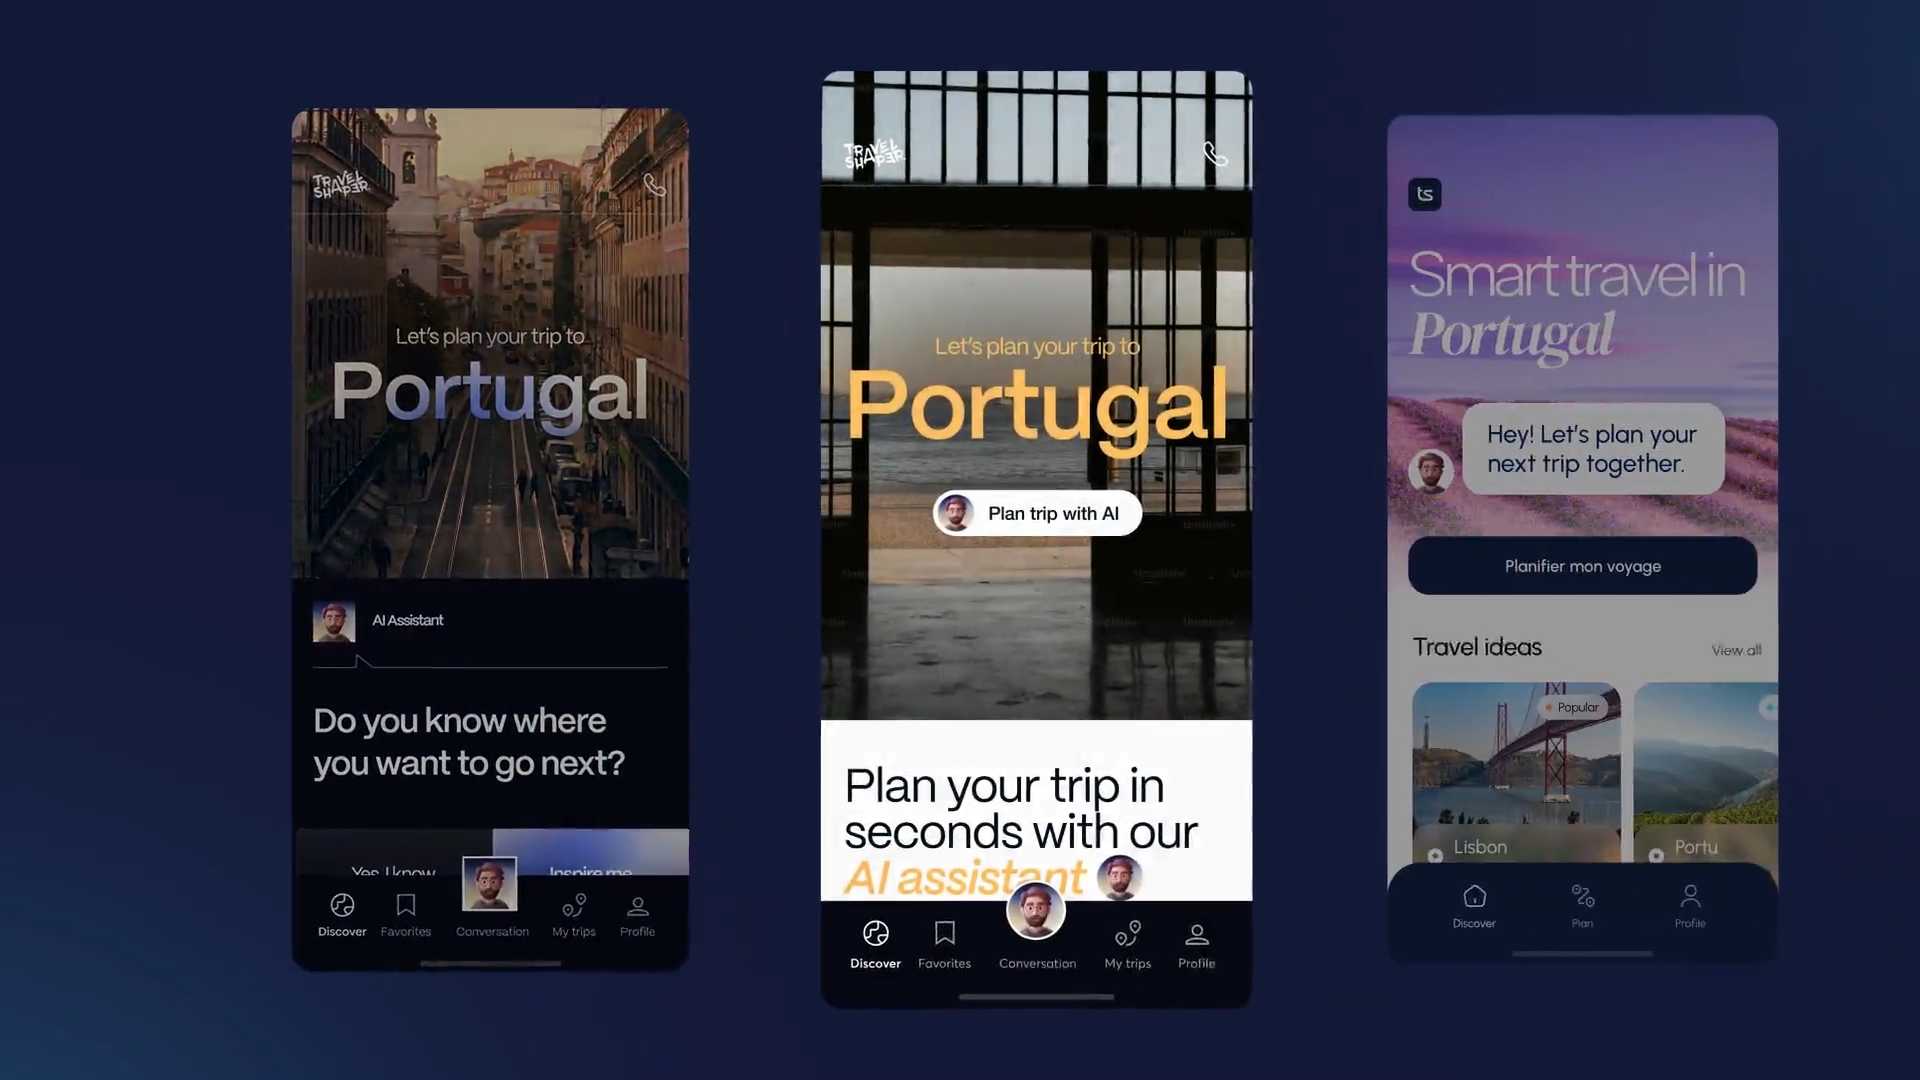 TRAVEL
SHAPER
Let's plan your trip to
Portugal
AI Assistant
Do you know where
you want to go next?
Yes, I know
Inspire me
Discover
Favorites
Conversation
My trips
Profile
TRAVEL
SHAPER
Let's plan your trip to
Portugal
Plan trip with AI
Plan your trip in
seconds with our
AI assistant
Discover
Favorites
Conversation
My trips
Profile
ts
Smart travel in
Portugal
Hey! Let's plan your
next trip together.
Planifier mon voyage
Travel ideas
View all
Popular
Lisbon
Portu
Discover
Plan
Profile